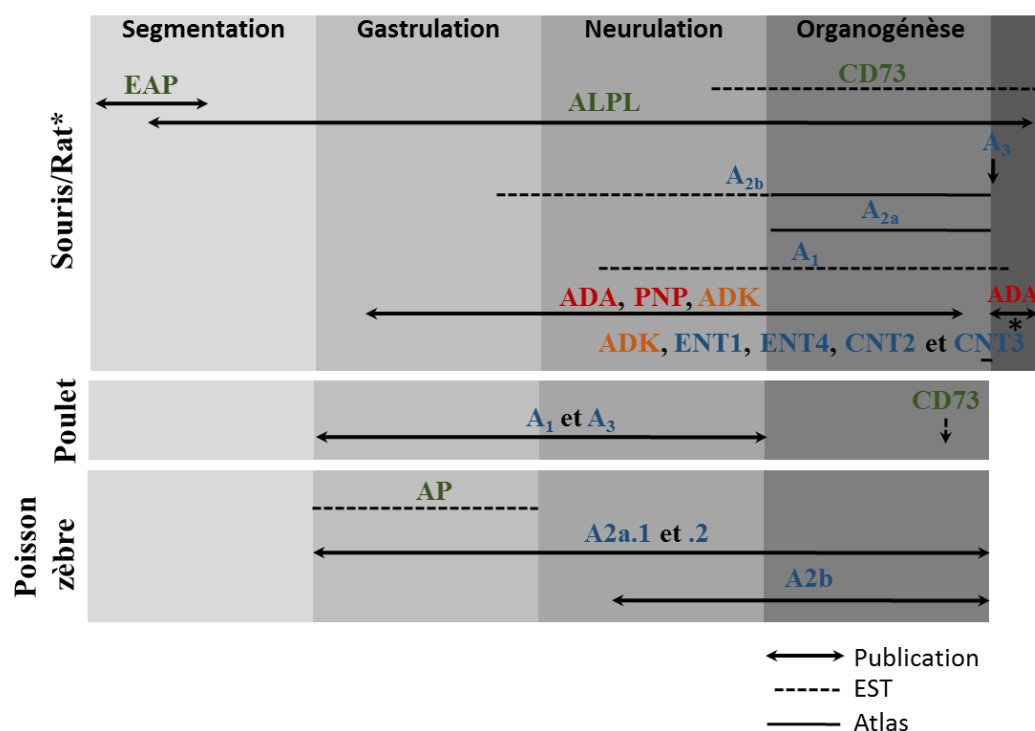 Segmentation Gastrulation Neurulation Organogénèse
Souris/Rat*
CD73
EAP
ALPL
A3
A2b
A2a
A1
ADA, PNP, ADK ADA
*
ADK, ENT1, ENT4, CNT2 et CNT3
Poulet
CD73
A1 et A3
Poisson
zèbre
AP
A2a.1 et .2
A2b
Publication
EST
Atlas